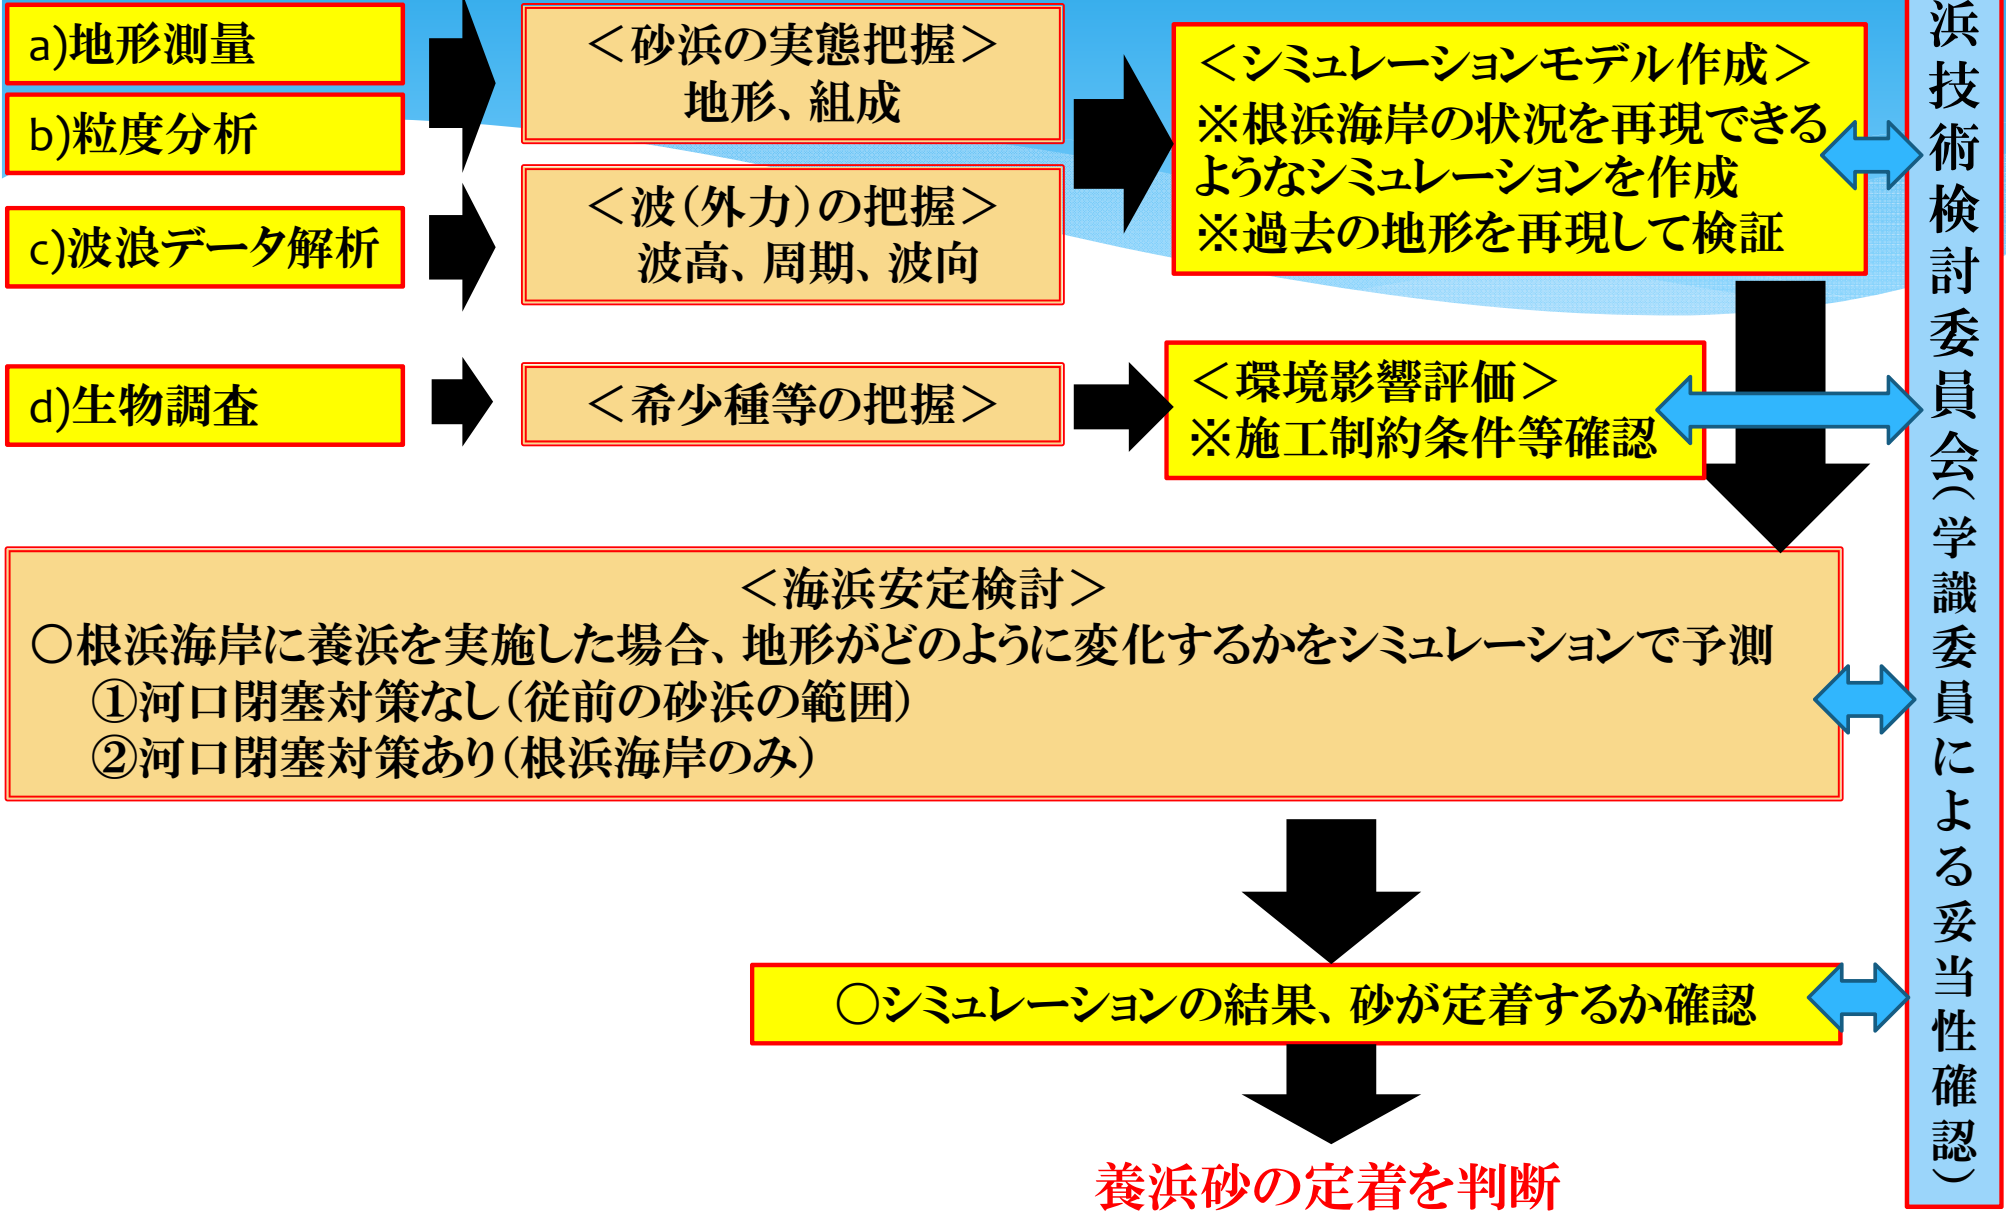 a)地形測量
b)粒度分析
c)波浪データ解析
d)生物調査
＜砂浜の実態把握＞
地形、組成
＜波(外力)の把握＞
波高、周期、波向
＜希少種等の把握＞
＜シミュレーションモデル作成＞
※根浜海岸の状況を再現できる
ようなシミュレーションを作成
※過去の地形を再現して検証
＜環境影響評価＞
※施工制約条件等確認
＜海浜安定検討＞
○根浜海岸に養浜を実施した場合、地形がどのように変化するかをシミュレーションで予測
①河口閉塞対策なし(従前の砂浜の範囲)
②河口閉塞対策あり(根浜海岸のみ)
○シミュレーションの結果、砂が定着するか確認
養浜砂の定着を判断
浜技術検討委員会(学識委員による妥当性確認)